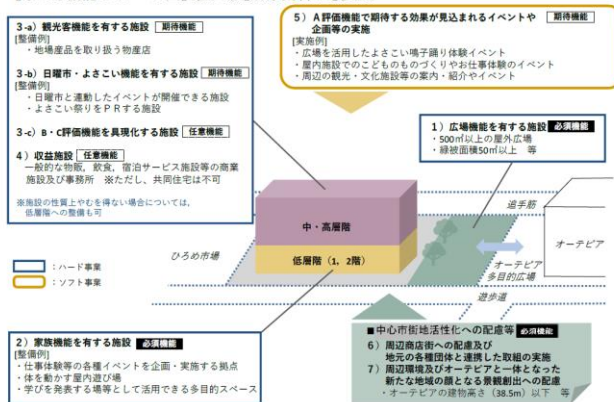 3-a）観光客機能を有する施設 期待機能
[整備例]
・地場産品を取り扱う物産店
3-b）日曜市・よさこい機能を有する施設 期待機能
[整備例]
・日曜市と連動したイベントが開催できる施設
・よさこい祭りをPRする施設
3-c）B・C評価機能を具現化する施設 任意機能
4）収益施設 任意機能
一般的な物販，飲食，宿泊サービス施設等の商業
施設及び事務所 ※ただし、共同住宅は不可
※施設の性質上やむを得ない場合については，
低層階への整備も可
5）A評価機能で期待する効果が見込まれるイベントや
企画等の実施 期待機能
[実施例]
・広場を活用したよさこい鳴子踊り体験イベント
・屋内施設でのこどものものづくりやお仕事体験のイベント
・周辺の観光・文化施設等の案内・紹介やイベント
1）広場機能を有する施設 必須機能
・500㎡以上の屋外広場
・緑被面積50㎡以上 等
追手筋
中・高層階
低層階（1，2階）
ひろめ市場
オーテピア
オーテピア
多目的広場
遊歩道
：ハード事業
：ソフト事業
2）家族機能を有する施設 必須機能
[整備例]
・仕事体験等の各種イベントを企画・実施する拠点
・体を動かす屋内遊び場
・学びを発表する場等として活用できる多目的スペース
■中心市街地活性化への配慮等 必須機能
6）周辺商店街への配慮及び
地元の各種団体と連携した取組の実施
7）周辺環境及びオーテピアと一体となった
新たな地域の顔となる景観創出への配慮
・オーテピアの建物高さ（38.5m）以下 等